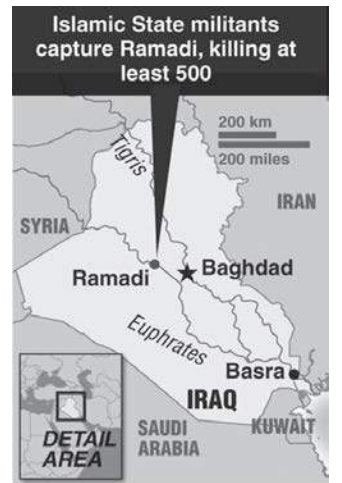 Islamic State militants
capture Ramadi, killing at
least 500
Tigris
200 km
200 miles
IRAN
SYRIA
Ramadi
Baghdad
Euphrates
Basra
IRAQ
KUWAIT
SAUDI
ARABIA
DETAIL
AREA